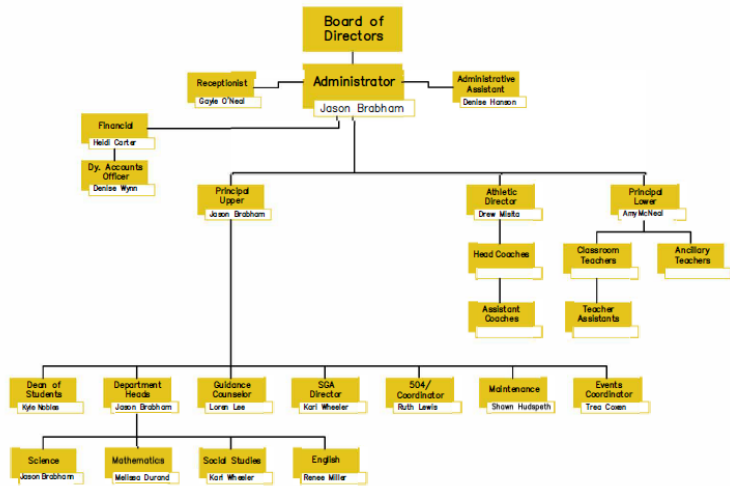 Board of
Directors
Administrator
Jason Brabham
Receptionist
Gayle O'Neal
Administrative
Assistant
Denise Hanson
Financial
Heidi Carter
Dy. Accounts
Officer
Denise Wynn
Principal
Upper
Jason Brabham
Athletic
Director
Drew Misita
Principal
Lower
Amy McNeal
Head Coaches
Classroom
Teachers
Ancillary
Teachers
Assistant
Coaches
Teacher
Assistants
Dean of
Students
Kyle Nobles
Department
Heads
Jason Brabham
Guidance
Counselor
Loren Lee
SGA
Director
Karl Wheeler
504/
Coordinator
Ruth Lewis
Maintenance
Shawn Hudspeth
Events
Coordinator
Trea Coxen
Science
Jason Brabham
Mathematics
Melissa Durand
Social Studies
Karl Wheeler
English
Renee Miller